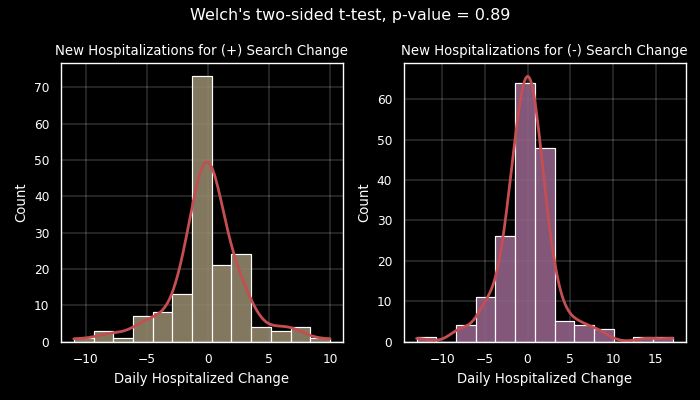 Welch's two-sided t-test, p-value = 0.89
New Hospitalizations for (+) Search Change
70
60
50
40
30
20
10
0
Count
−10 −5 0 5 10
Daily Hospitalized Change
New Hospitalizations for (-) Search Change
60
50
40
30
20
10
0
Count
−10 −5 0 5 10 15
Daily Hospitalized Change